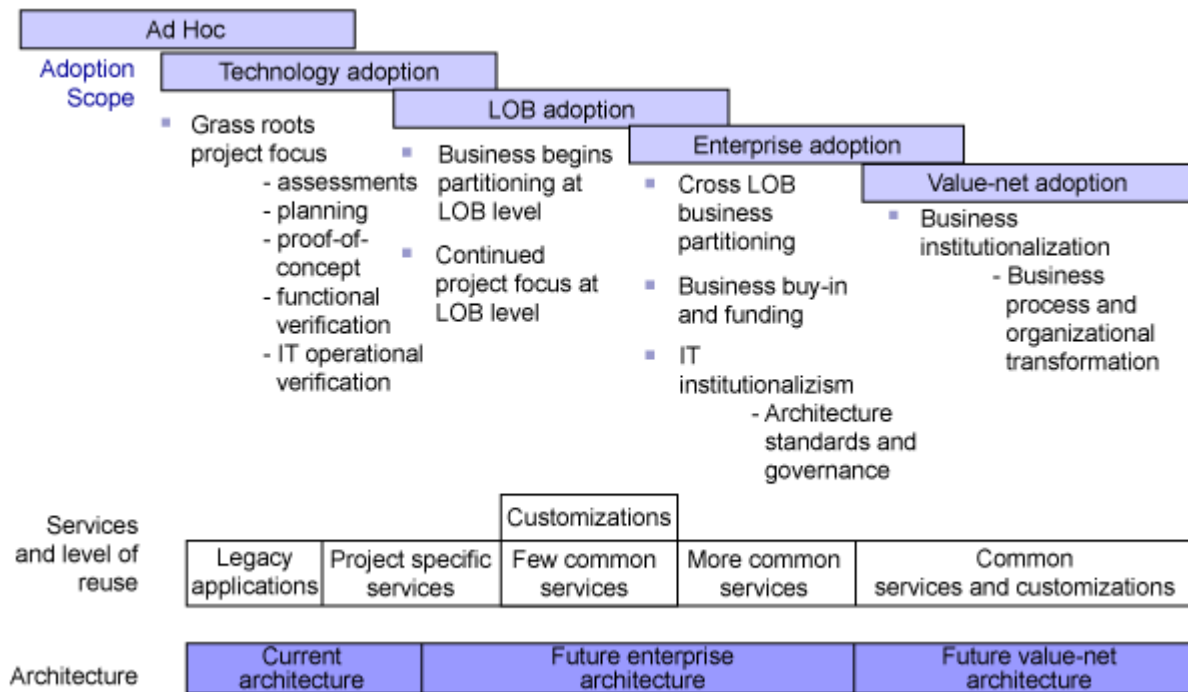 Ad Hoc
Adoption
Scope
Technology adoption
LOB adoption
Enterprise adoption
Value-net adoption
Grass roots
project focus
- assessments
- planning
- proof-of-
concept
- functional
verification
- IT operational
verification
Business begins
partitioning at
LOB level
Continued
project focus at
LOB level
Cross LOB
business
partitioning
Business buy-in
and funding
IT
institutionalizism
- Architecture
standards and
governance
Business
institutionalization
- Business
process and
organizational
transformation
Services
and level of
reuse
Customizations
Legacy
applications
Project specific
services
Few common
services
More common
services
Common
services and customizations
Architecture
Current
architecture
Future enterprise
architecture
Future value-net
architecture